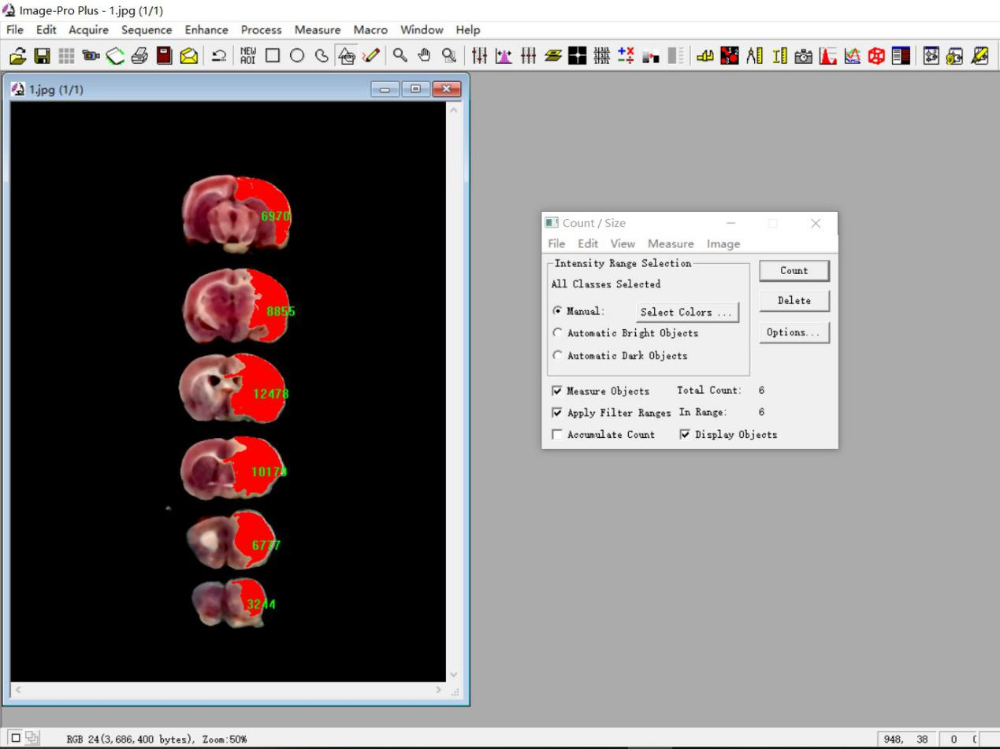 Image-Pro Plus - 1.jpg (1/1)
File Edit Acquire Sequence Enhance Process Measure Macro Window Help
NEW AOI
1.jpg (1/1)
6970
8855
12478
6777
3244
Count / Size
File Edit View Measure Image
Intensity Range Selection
All Classes Selected
Manual: Select Colors ...
Automatic Bright Objects
Automatic Dark Objects
Count
Delete
Options...
Measure Objects Total Count: 6
Apply Filter Ranges In Range: 6
Accumulate Count Display Objects
RGB 24(3,686,400 bytes), Zoom:50%
948, 38 0